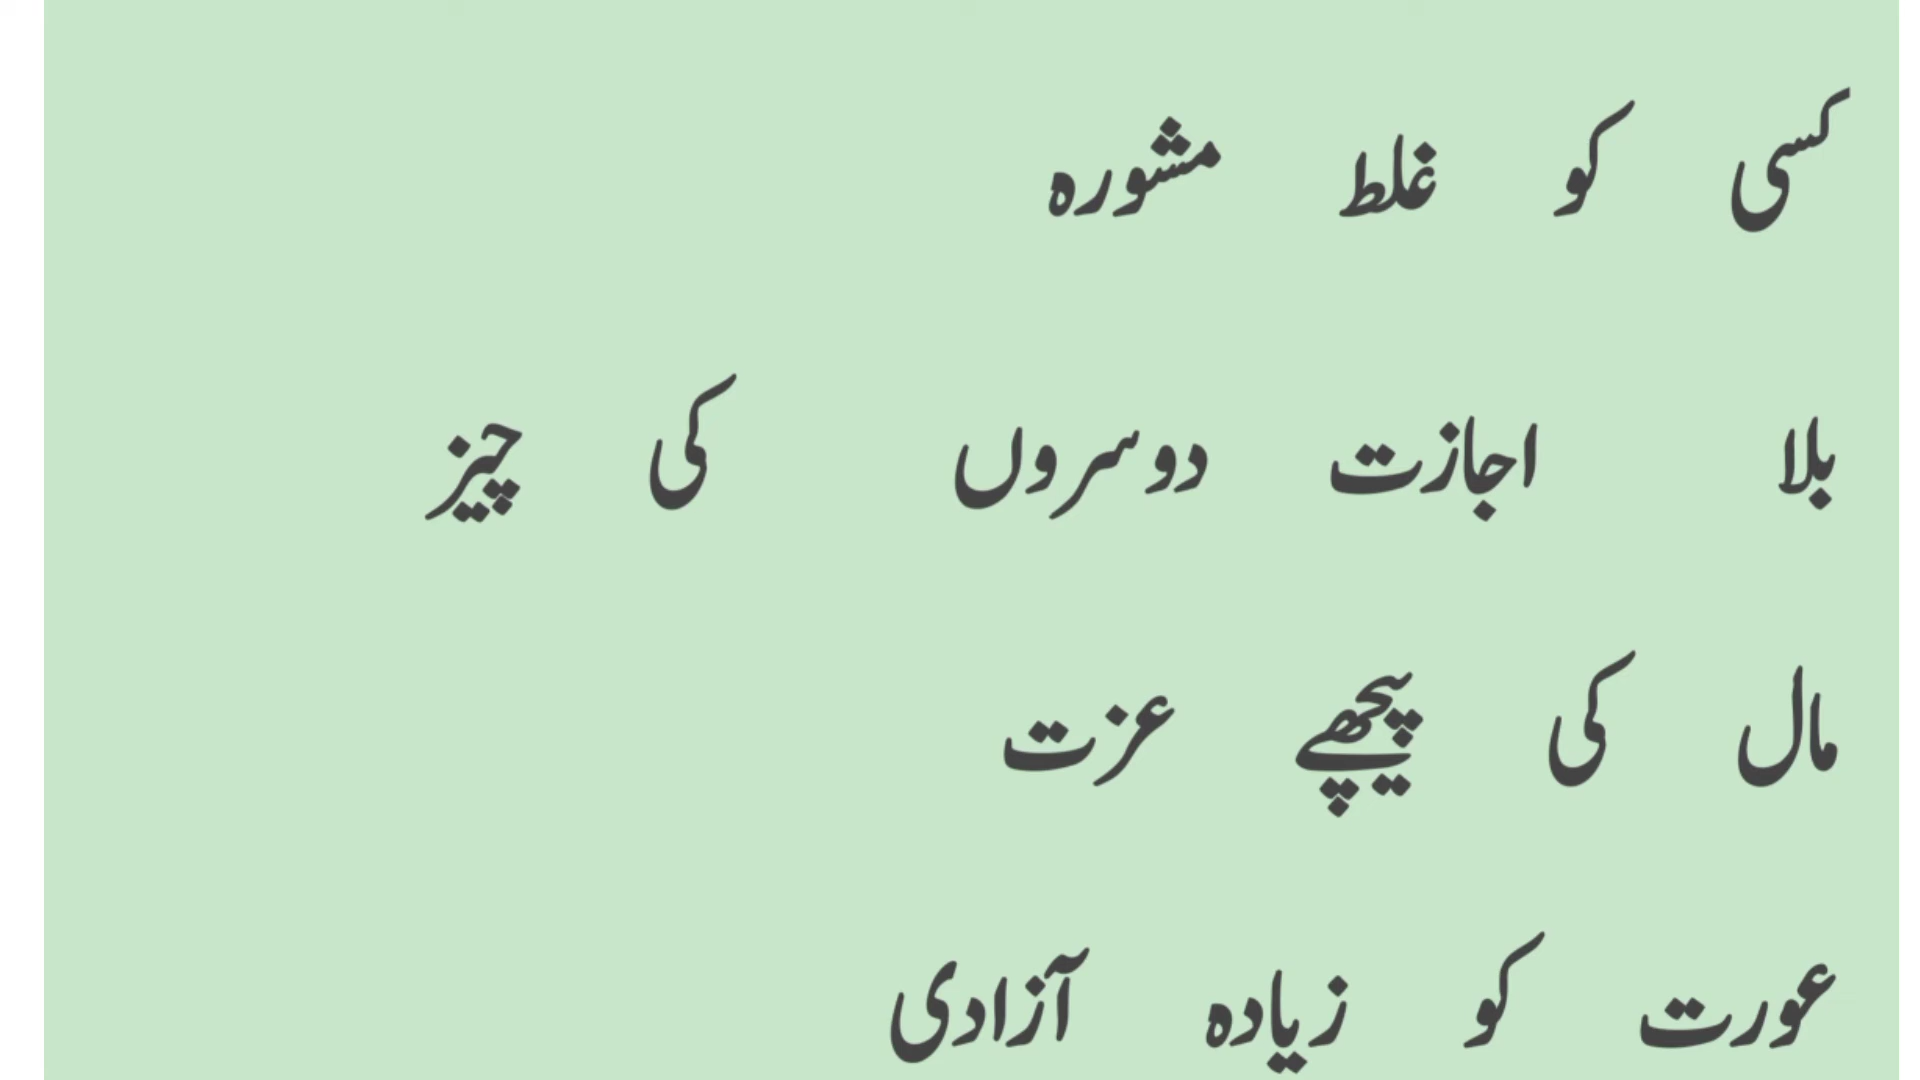 کسی کو غلط مشورہ
بلا اجازت دوسروں کی چیز
مال کی پیچھے عزت
عورت کو زیادہ آزادی